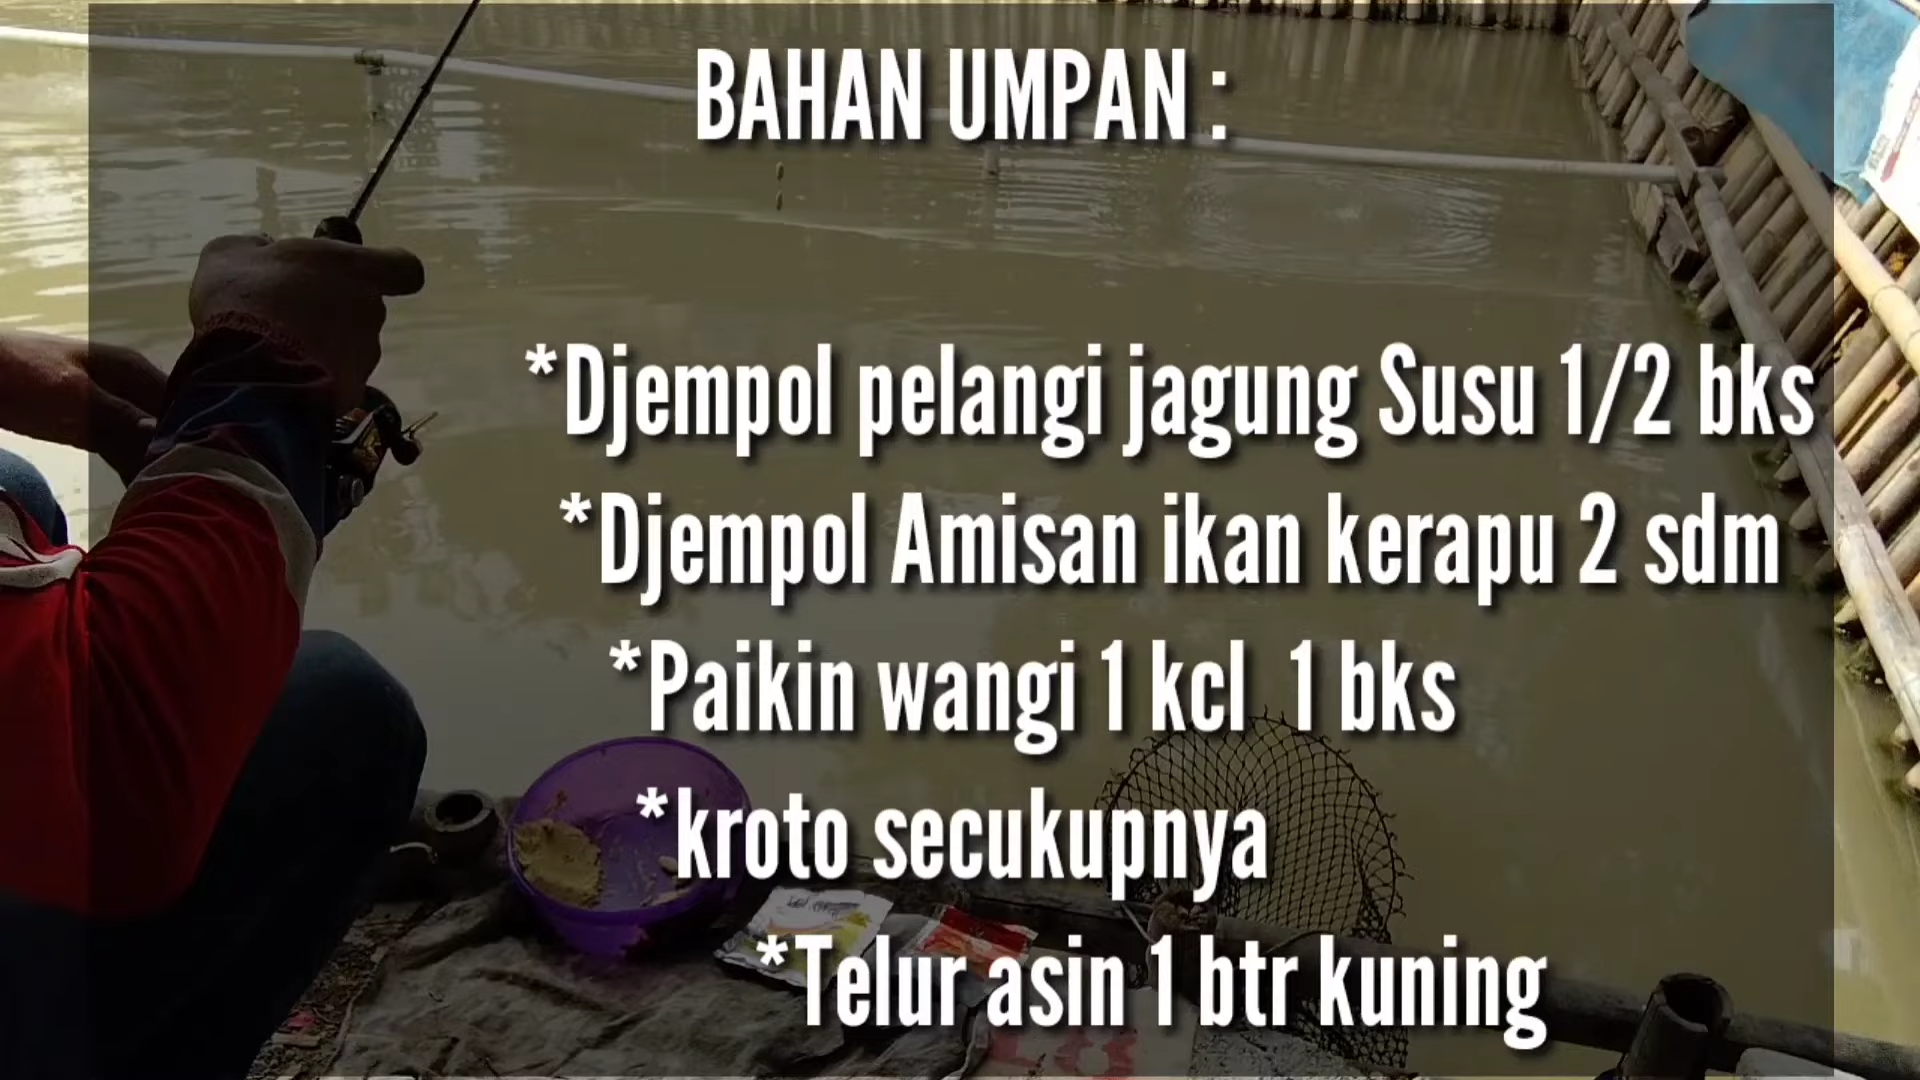 BAHAN UMPAN :
*Djempol pelangi jagung Susu 1/2 bks
*Djempol Amisan ikan kerapu 2 sdm
*Paikin wangi 1 kcl 1 bks
*kroto secukupnya
*Telur asin 1 btr kuning